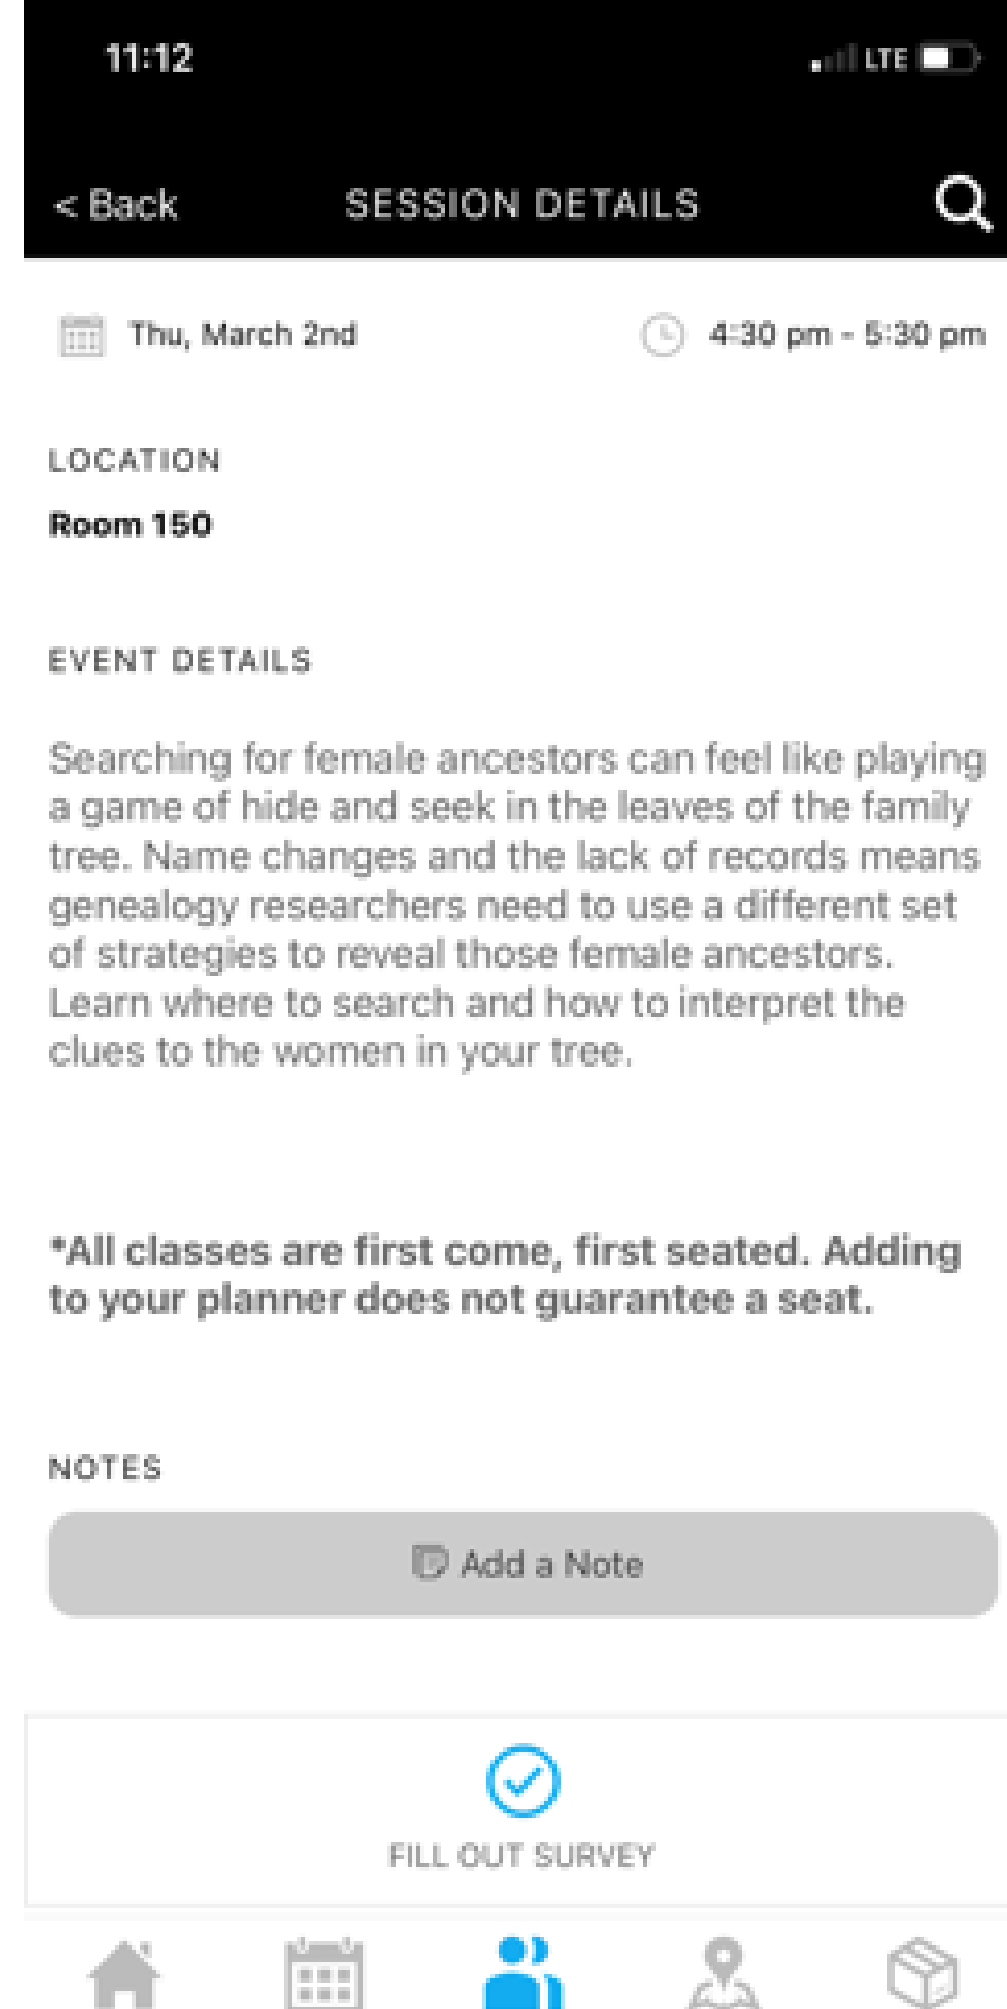 11:12
LTE
< Back
SESSION DETAILS
Thu, March 2nd
4:30 pm - 5:30 pm
LOCATION
Room 150
EVENT DETAILS
Searching for female ancestors can feel like playing
a game of hide and seek in the leaves of the family
tree. Name changes and the lack of records means
genealogy researchers need to use a different set
of strategies to reveal those female ancestors.
Learn where to search and how to interpret the
clues to the women in your tree.
*All classes are first come, first seated. Adding
to your planner does not guarantee a seat.
NOTES
Add a Note
FILL OUT SURVEY